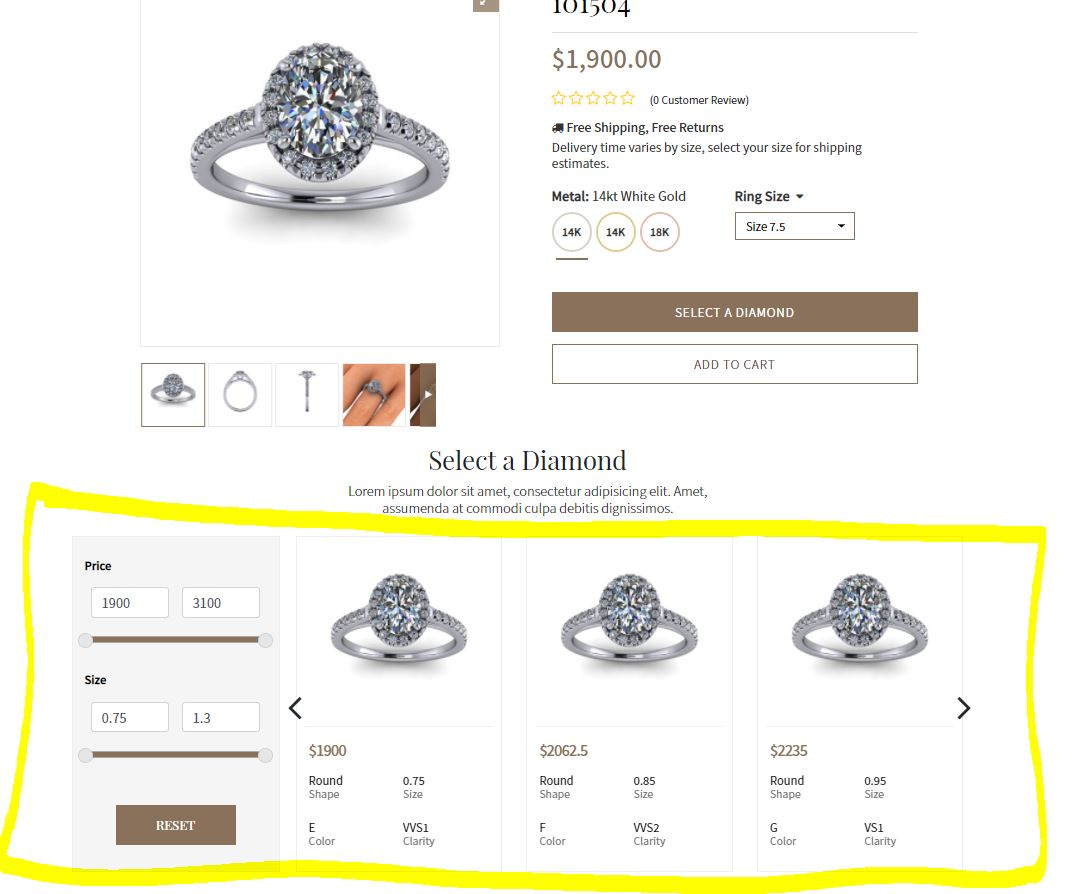 101504
$1,900.00
(0 Customer Review)
Free Shipping, Free Returns
Delivery time varies by size, select your size for shipping
estimates.
Metal: 14kt White Gold
Ring Size
14K 14K 18K
Size 7.5
SELECT A DIAMOND
ADD TO CART
Select a Diamond
Lorem ipsum dolor sit amet, consectetur adipisicing elit. Amet,
assumenda at commodi culpa debitis dignissimos.
Price
1900 3100
Size
0.75 1.3
RESET
$1900
Round 0.75
Shape Size
E VVS1
Color Clarity
$2062.5
Round 0.85
Shape Size
F VVS2
Color Clarity
$2235
Round 0.95
Shape Size
G VS1
Color Clarity